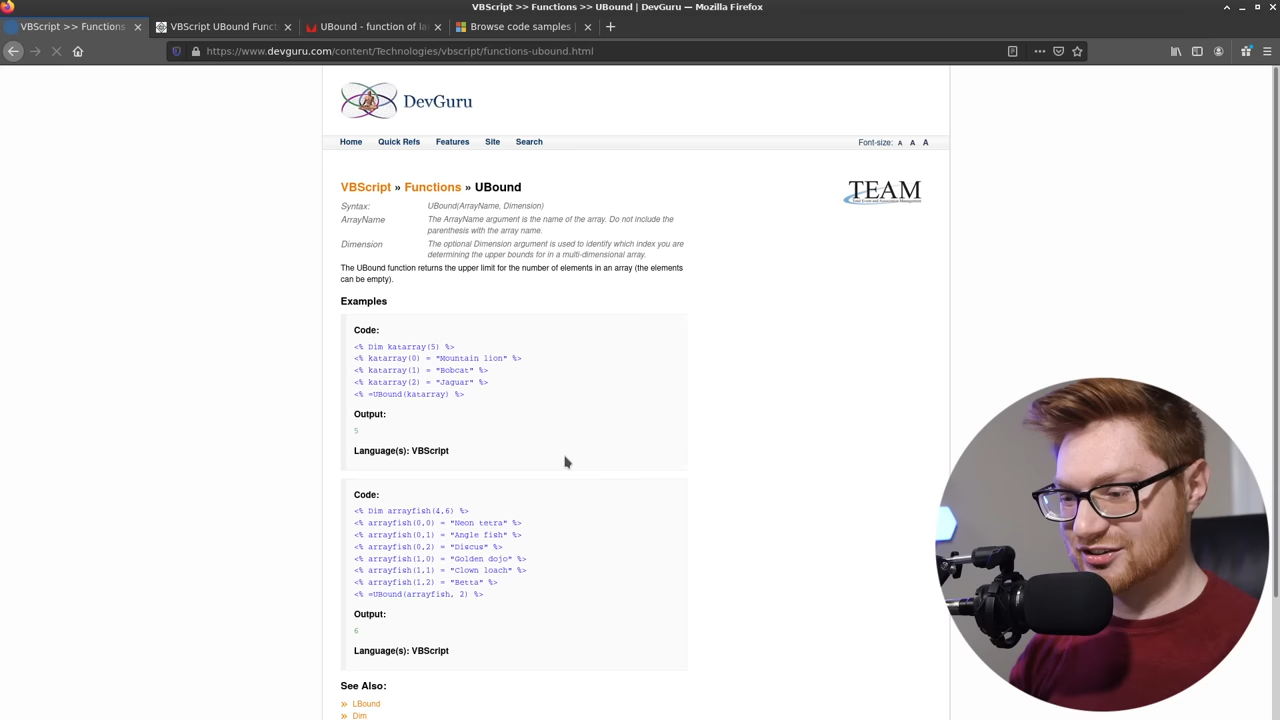 VBScript >> Functions >> UBound | DevGuru — Mozilla Firefox
VBScript >> Functions
VBScript UBound Funct
UBound - function of la
Browse code samples |
https://www.devguru.com/content/Technologies/vbscript/functions-ubound.html
DevGuru
Home Quick Refs Features Site Search
Font-size: A A A
VBScript » Functions » UBound
TEAM
Syntax: UBound(ArrayName, Dimension)
ArrayName The ArrayName argument is the name of the array. Do not include the
parenthesis with the array name.
Dimension The optional Dimension argument is used to identify which index you are
determining the upper bounds for in a multi-dimensional array.
The UBound function returns the upper limit for the number of elements in an array (the elements
can be empty).
Examples
Code:
<% Dim katarray(5) %>
<% katarray(0) = "Mountain lion" %>
<% katarray(1) = "Bobcat" %>
<% katarray(2) = "Jaguar" %>
<% =UBound(katarray) %>
Output:
5
Language(s): VBScript
Code:
<% Dim arrayfish(4,6) %>
<% arrayfish(0,0) = "Neon tetra" %>
<% arrayfish(0,1) = "Angle fish" %>
<% arrayfish(0,2) = "Discus" %>
<% arrayfish(1,0) = "Golden dojo" %>
<% arrayfish(1,1) = "Clown loach" %>
<% arrayfish(1,2) = "Betta" %>
<% =UBound(arrayfish, 2) %>
Output:
6
Language(s): VBScript
See Also:
» LBound
» Dim